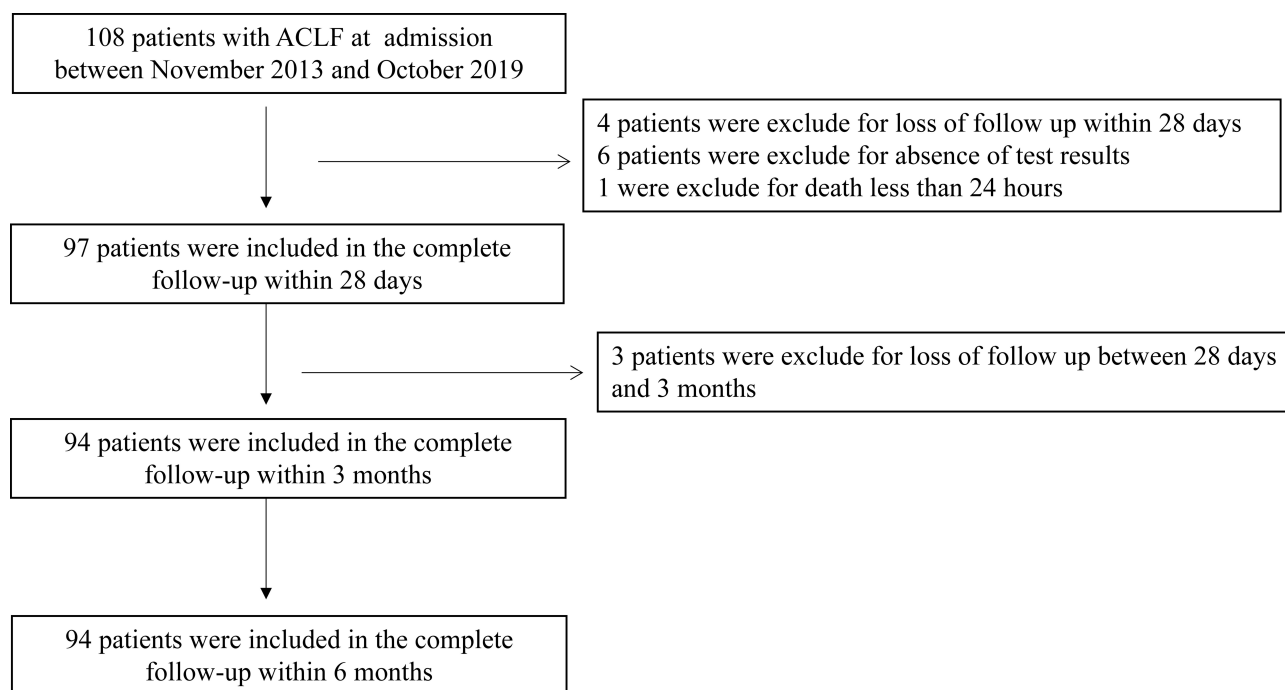 108 patients with ACLF at admission
between November 2013 and October 2019
4 patients were exclude for loss of follow up within 28 days
6 patients were exclude for absence of test results
1 were exclude for death less than 24 hours
97 patients were included in the complete
follow-up within 28 days
3 patients were exclude for loss of follow up between 28 days
and 3 months
94 patients were included in the complete
follow-up within 3 months
94 patients were included in the complete
follow-up within 6 months